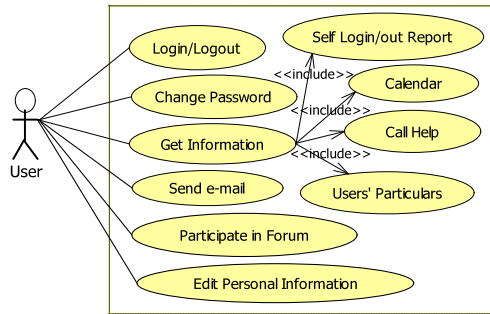 Self Login/out Report
Login/Logout
<<include>>
Calendar
Change Password
<<include>>
Call Help
Get Information
<<include>>
User
Send e-mail
Users' Particulars
Participate in Forum
Edit Personal Information